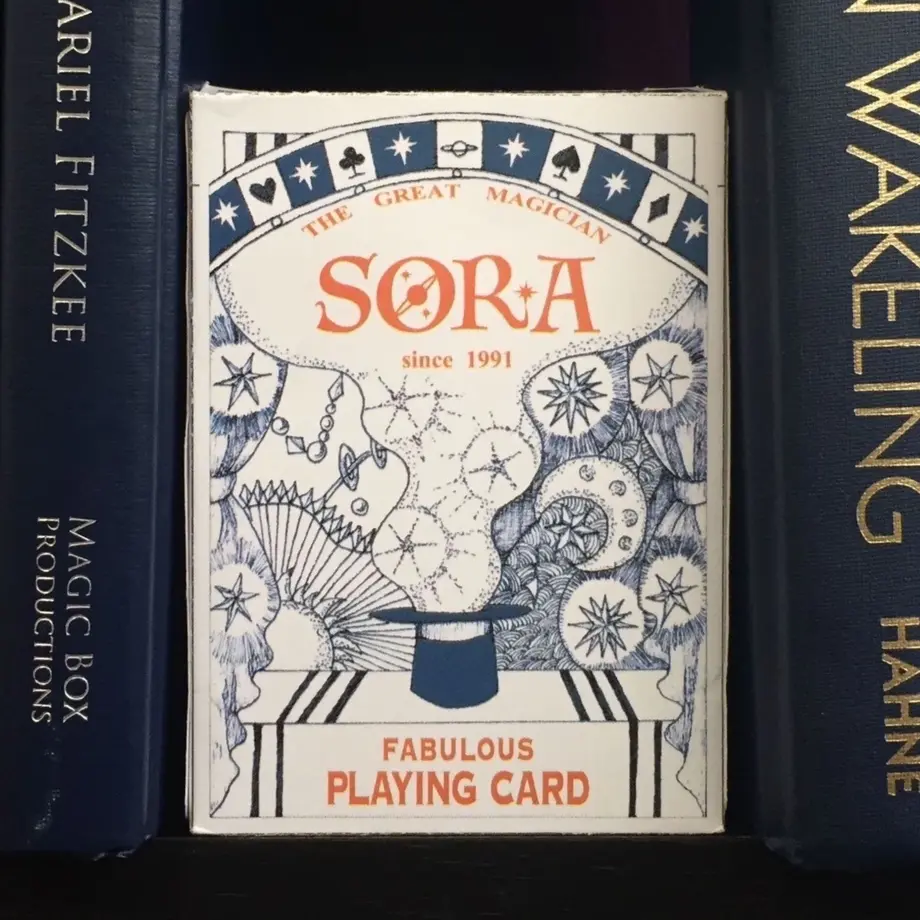 ARIEL FITZKEE
MAGIC BOX
PRODUCTIONS
THE GREAT MAGICIAN
SORA
since 1991
FABULOUS
PLAYING CARD
WAKELING
HAHNE